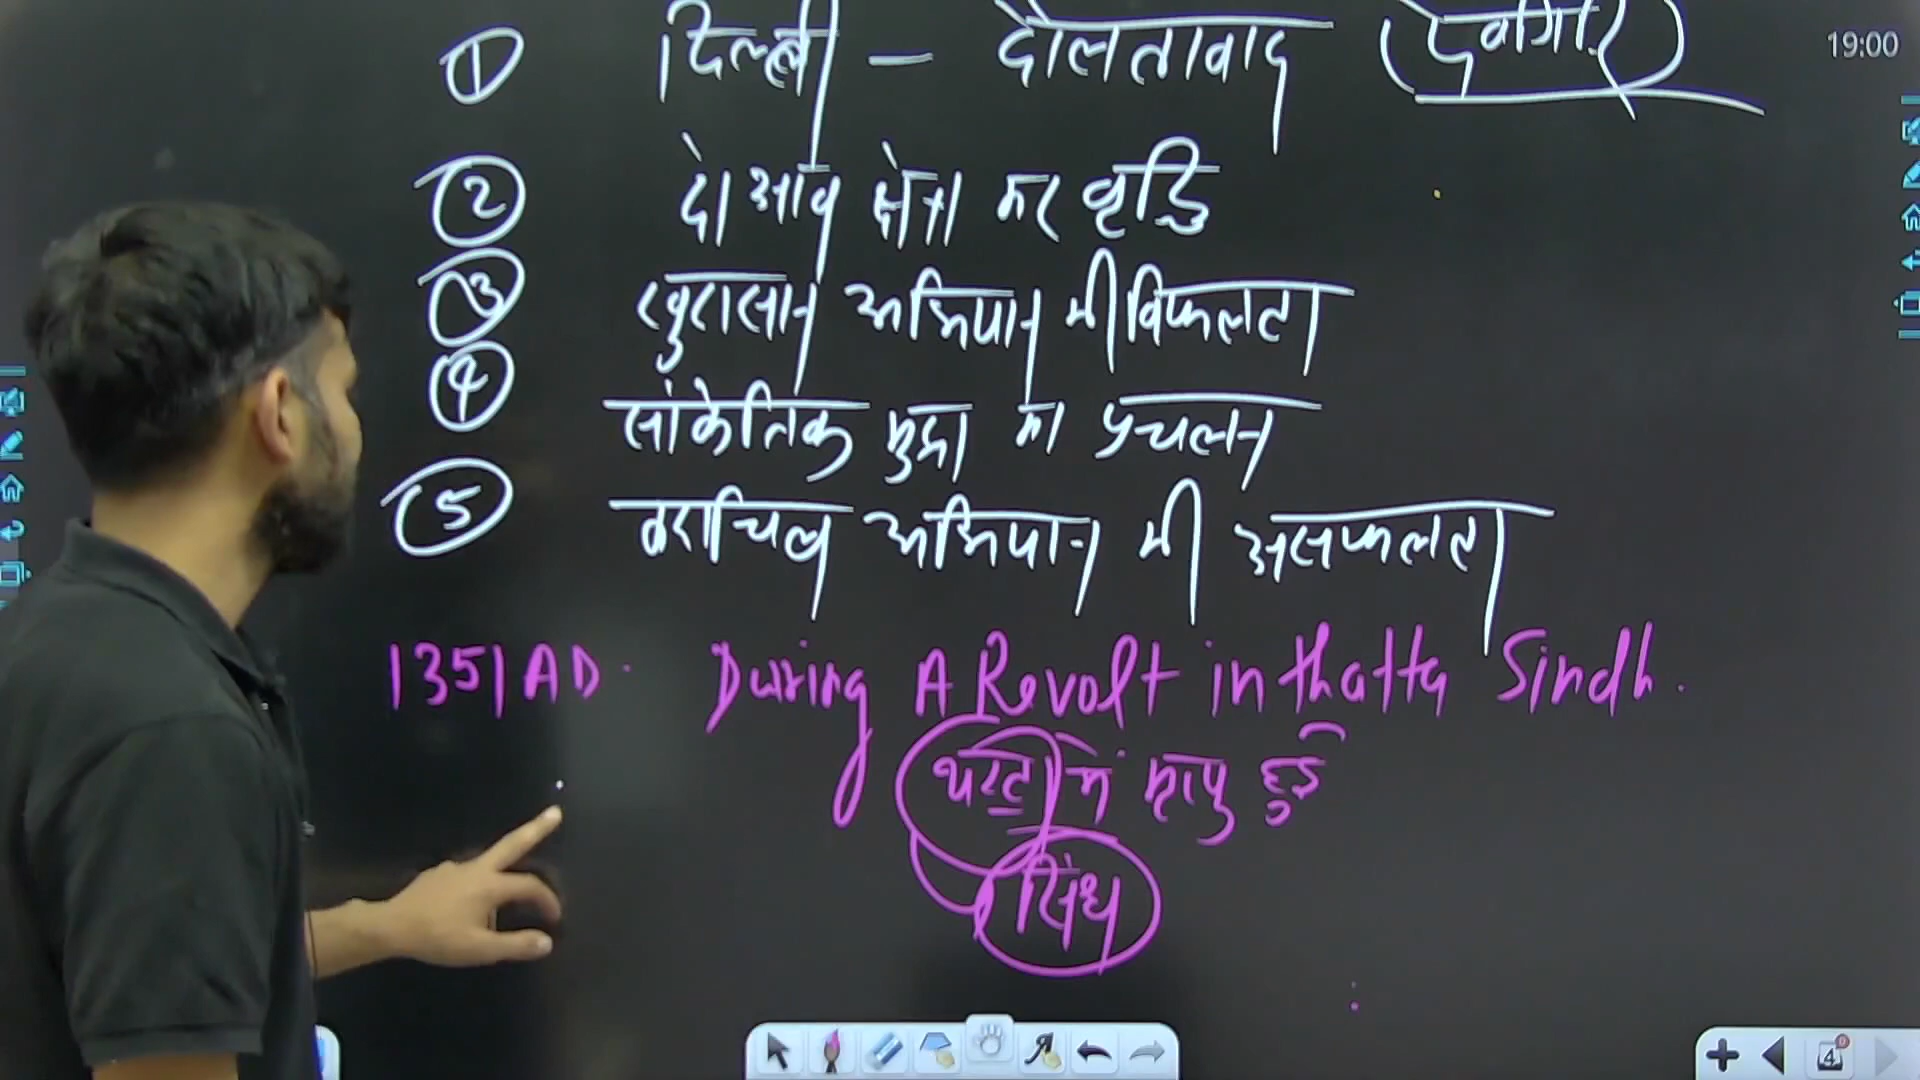 19:00
① दिल्ली – दौलताबाद (देवगिरि)
② दोआब क्षेत्र कर वृद्धि
③ खुरासान अभियान की विफलता
④ सांकेतिक मुद्रा का प्रचलन
⑤ कराचिल अभियान की असफलता
1351 AD. During A Revolt in thatta Sindh.
थट्टा में मृत्यु हुई
सिंध
4